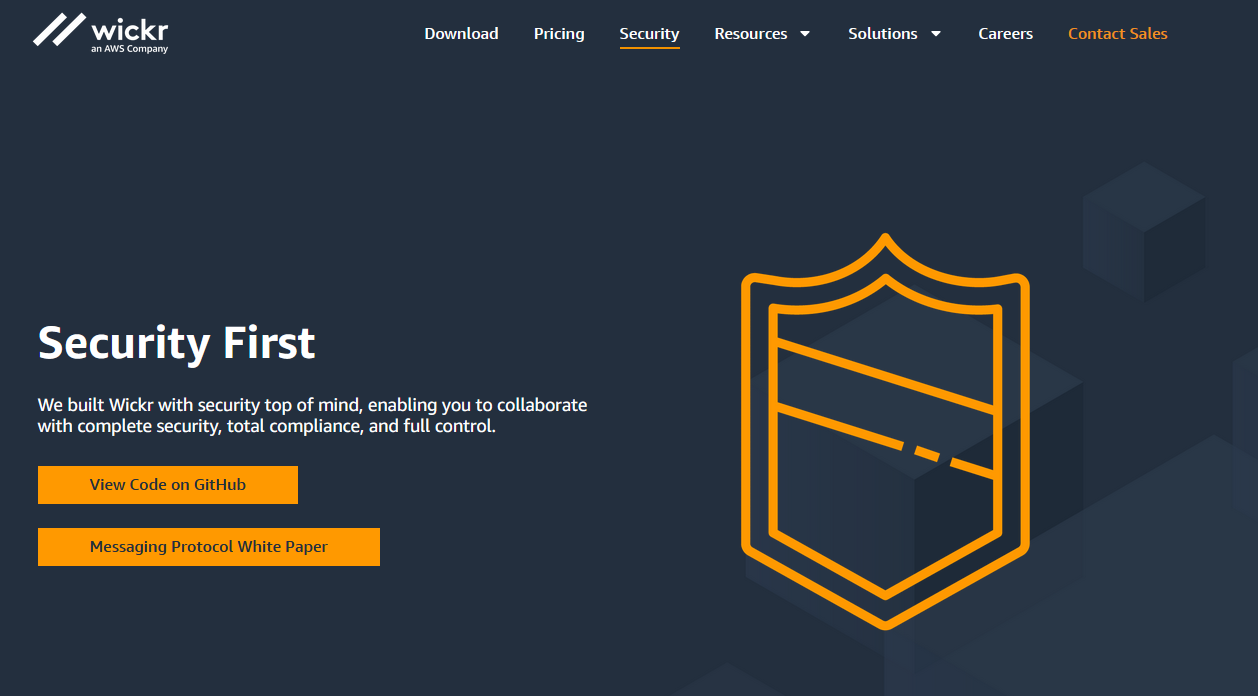 wickr
an AWS Company
Download
Pricing
Security
Resources
Solutions
Careers
Contact Sales
Security First
We built Wickr with security top of mind, enabling you to collaborate
with complete security, total compliance, and full control.
View Code on GitHub
Messaging Protocol White Paper